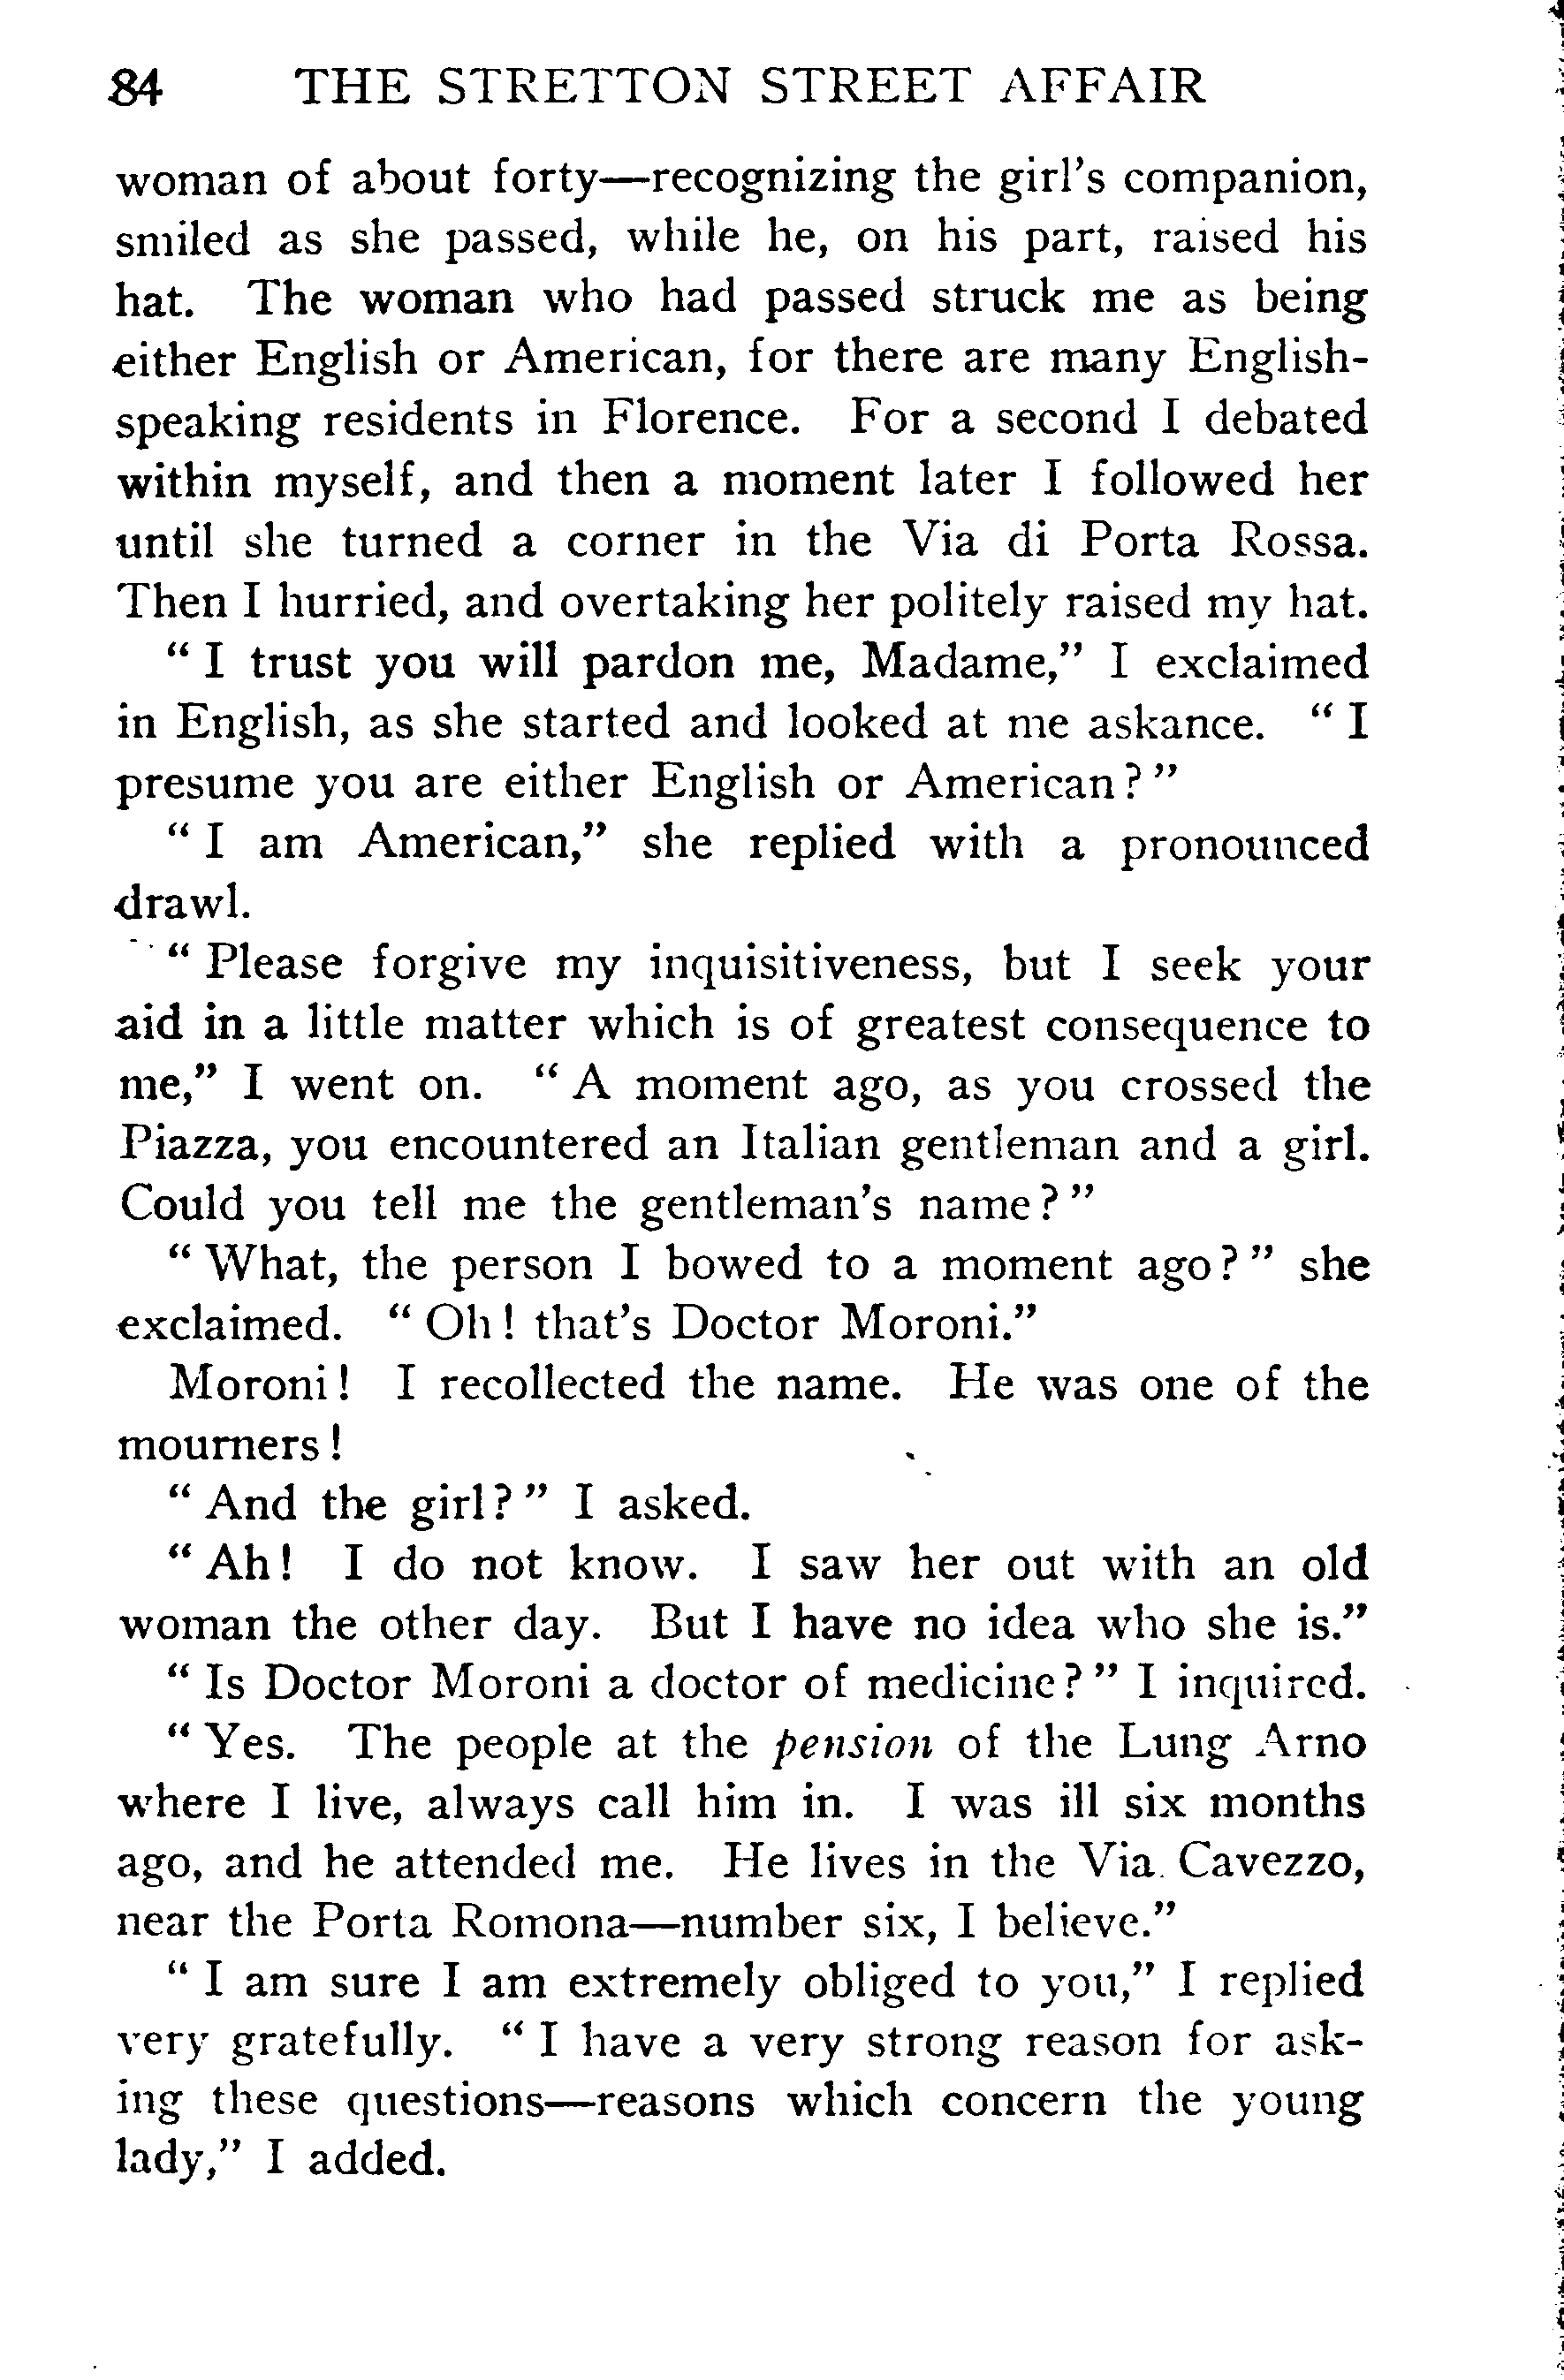 84 THE STRETTON STREET AFFAIR
woman of about forty—recognizing the girl's companion,
smiled as she passed, while he, on his part, raised his
hat. The woman who had passed struck me as being
either English or American, for there are many English-
speaking residents in Florence. For a second I debated
within myself, and then a moment later I followed her
until she turned a corner in the Via di Porta Rossa.
Then I hurried, and overtaking her politely raised my hat.
“ I trust you will pardon me, Madame,” I exclaimed
in English, as she started and looked at me askance. “ I
presume you are either English or American ? ”
“ I am American,” she replied with a pronounced
drawl.
“ Please forgive my inquisitiveness, but I seek your
aid in a little matter which is of greatest consequence to
me,” I went on. “ A moment ago, as you crossed the
Piazza, you encountered an Italian gentleman and a girl.
Could you tell me the gentleman's name ? ”
“ What, the person I bowed to a moment ago ? ” she
exclaimed. “ Oh ! that's Doctor Moroni.”
Moroni ! I recollected the name. He was one of the
mourners !
“ And the girl ? ” I asked.
“ Ah ! I do not know. I saw her out with an old
woman the other day. But I have no idea who she is.”
“ Is Doctor Moroni a doctor of medicine ? ” I inquired.
“ Yes. The people at the pension of the Lung Arno
where I live, always call him in. I was ill six months
ago, and he attended me. He lives in the Via Cavezzo,
near the Porta Romona—number six, I believe.”
“ I am sure I am extremely obliged to you,” I replied
very gratefully. “ I have a very strong reason for ask-
ing these questions—reasons which concern the young
lady,” I added.